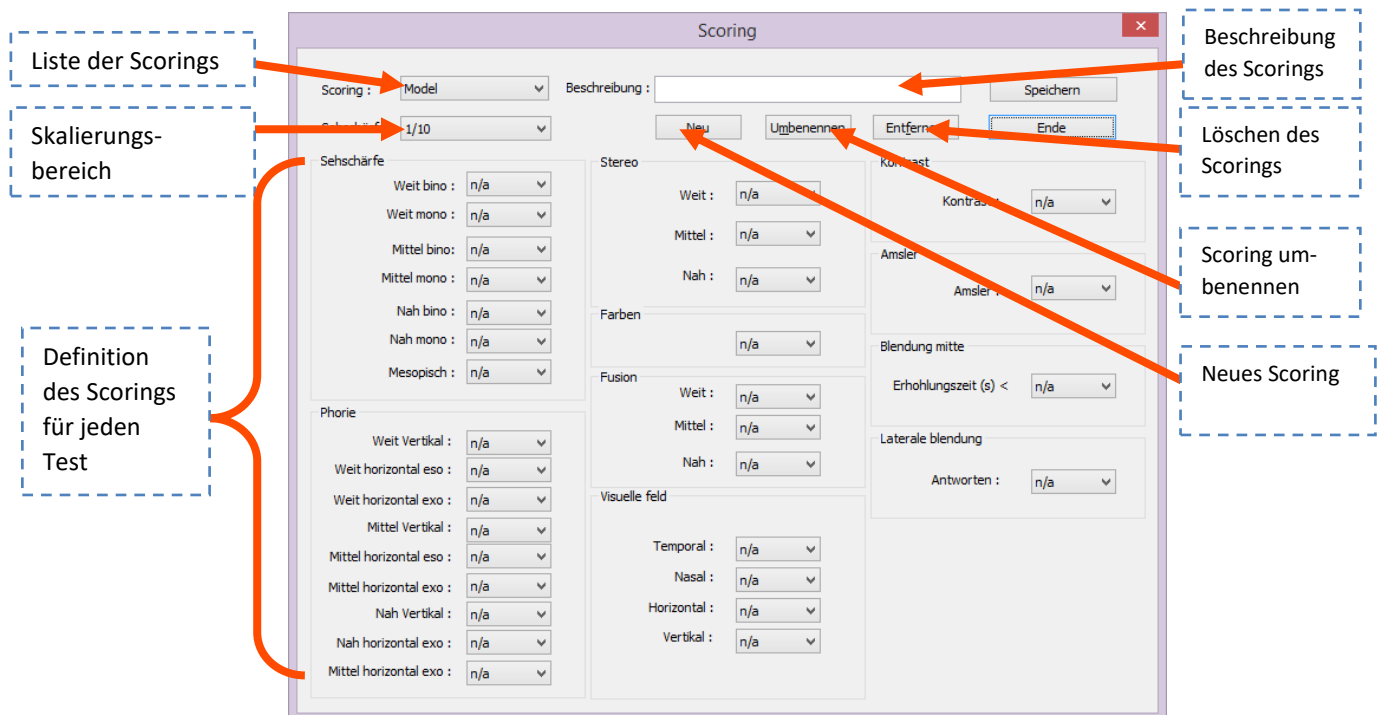 Scoring
Liste der Scorings
Skalierungs-
bereich
Definition
des Scorings
für jeden
Test
Scoring :
Model
Beschreibung :
Speichern
1/10
Neu
Umbenennen
Ende
Sehschärfe
Weit bino :
n/a
Weit mono :
n/a
Mittel bino:
n/a
Mittel mono :
n/a
Nah bino :
n/a
Nah mono :
n/a
Mesopisch :
n/a
Phorie
Weit Vertikal :
n/a
Weit horizontal eso :
n/a
Weit horizontal exo :
n/a
Mittel Vertikal :
n/a
Mittel horizontal eso :
n/a
Mittel horizontal exo :
n/a
Nah Vertikal :
n/a
Nah horizontal exo :
n/a
Mittel horizontal exo :
n/a
Stereo
Weit :
n/a
Mittel :
n/a
Nah :
n/a
Farben
n/a
Fusion
Weit :
n/a
Mittel :
n/a
Nah :
n/a
Visuelle feld
Temporal :
n/a
Nasal :
n/a
Horizontal :
n/a
Vertikal :
n/a
Kontrast
Kontrast :
n/a
Amsler
Amsler :
n/a
Blendung mitte
Erhohlungszeit (s) <
n/a
Laterale blendung
Antworten :
n/a
Beschreibung
des Scorings
Löschen des
Scorings
Scoring um-
benennen
Neues Scoring